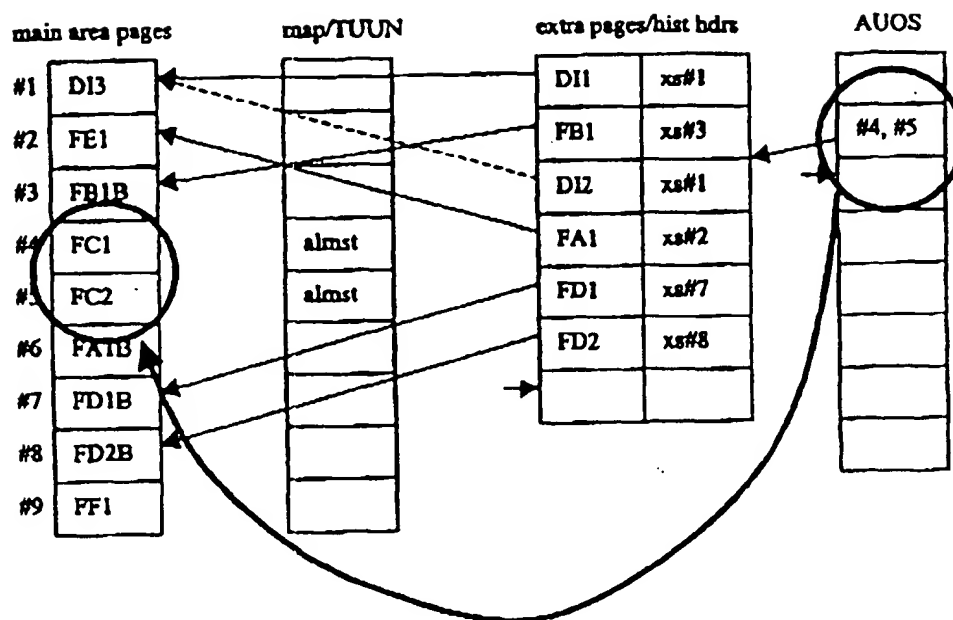 main area pages map/TUUN extra pages/hist hdrs AUOS
#1 DI3 DI1 xs#1
#2 FE1 FB1 xs#3 #4, #5
#3 FB1B DI2 xs#1
#4 FC1 almst FA1 xs#2
#5 FC2 almst FD1 xs#7
#6 FA1B FD2 xs#8
#7 FD1B
#8 FD2B
#9 FF1